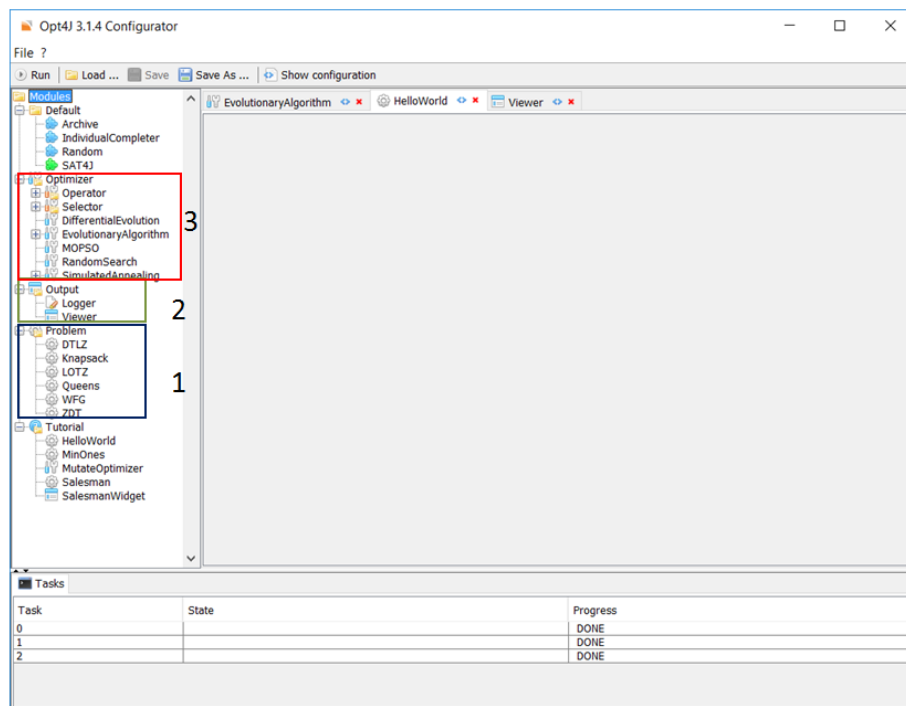 Opt4J 3.1.4 Configurator
File ?
Run Load ... Save Save As ... Show configuration
Modules
Default
Archive
IndividualCompleter
Random
SAT4J
Optimizer
Operator
Selector
DifferentialEvolution
EvolutionaryAlgorithm
MOPSO
RandomSearch
SimulatedAnnealing
3
Output
Logger
Viewer
2
Problem
DTLZ
Knapsack
LOTZ
Queens
WFG
ZDT
1
Tutorial
HelloWorld
MinOnes
MutateOptimizer
Salesman
SalesmanWidget
EvolutionaryAlgorithm HelloWorld Viewer
Tasks
Task State Progress
0 DONE
1 DONE
2 DONE